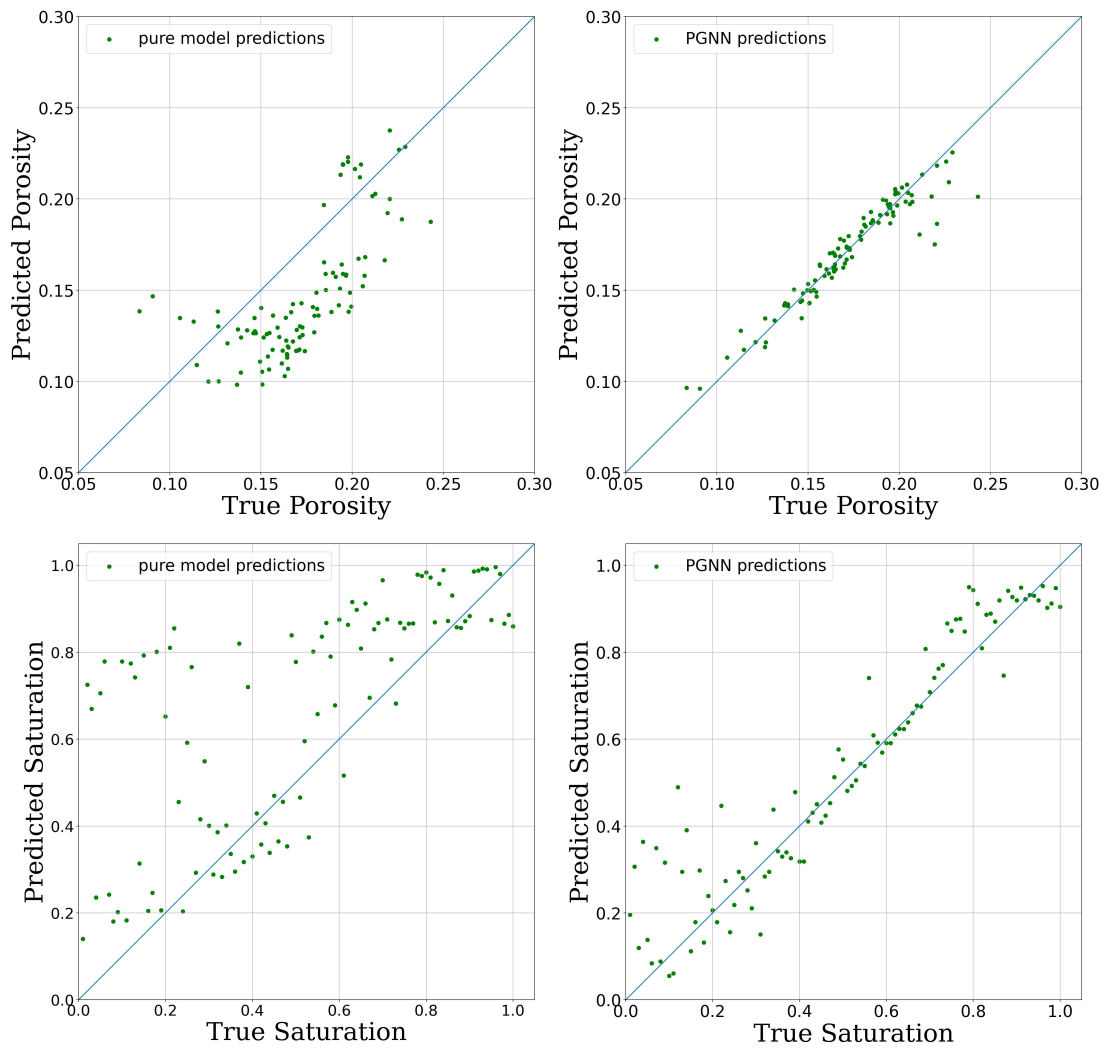 pure model predictions
0.30
0.25
0.20
0.15
0.10
0.05
Predicted Porosity
0.05 0.10 0.15 0.20 0.25 0.30
True Porosity
PGNN predictions
0.30
0.25
0.20
0.15
0.10
0.05
Predicted Porosity
0.05 0.10 0.15 0.20 0.25 0.30
True Porosity
pure model predictions
1.0
0.8
0.6
0.4
0.2
0.0
Predicted Saturation
0.0 0.2 0.4 0.6 0.8 1.0
True Saturation
PGNN predictions
1.0
0.8
0.6
0.4
0.2
0.0
Predicted Saturation
0.0 0.2 0.4 0.6 0.8 1.0
True Saturation